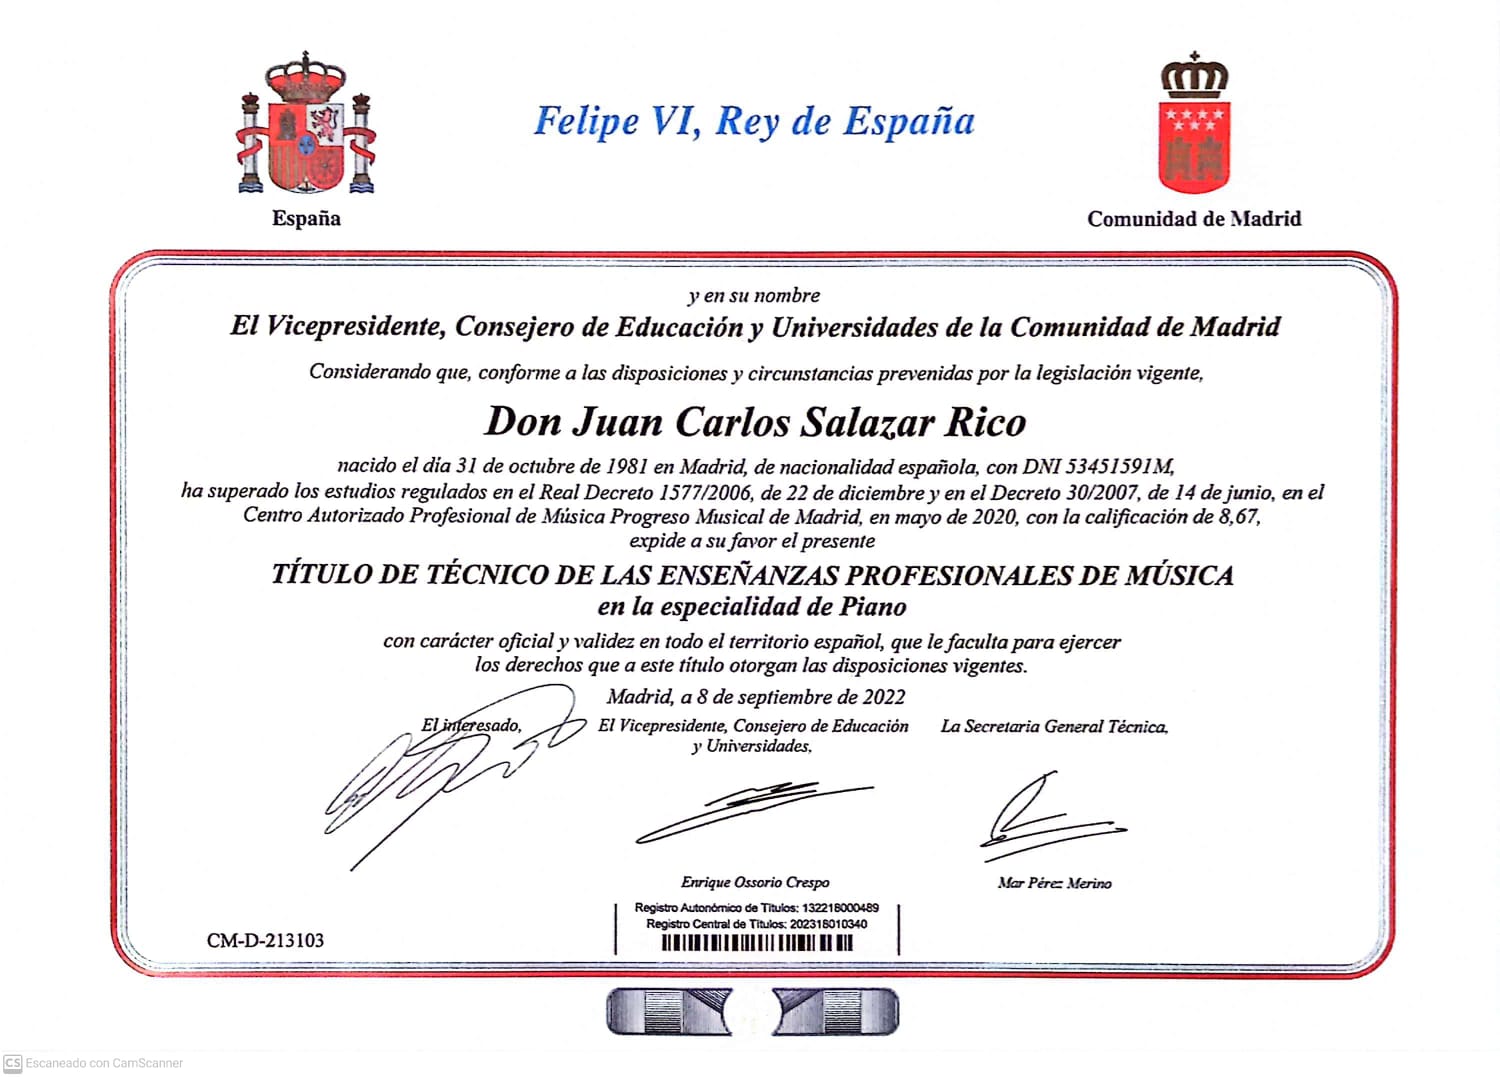 Felipe VI, Rey de España
España
Comunidad de Madrid
y en su nombre
El Vicepresidente, Consejero de Educación y Universidades de la Comunidad de Madrid
Considerando que, conforme a las disposiciones y circunstancias prevenidas por la legislación vigente,
Don Juan Carlos Salazar Rico
nacido el día 31 de octubre de 1981 en Madrid, de nacionalidad española, con DNI 53451591M,
ha superado los estudios regulados en el Real Decreto 1577/2006, de 22 de diciembre y en el Decreto 30/2007, de 14 de junio, en el
Centro Autorizado Profesional de Música Progreso Musical de Madrid, en mayo de 2020, con la calificación de 8,67,
expide a su favor el presente
TÍTULO DE TÉCNICO DE LAS ENSEÑANZAS PROFESIONALES DE MÚSICA
en la especialidad de Piano
con carácter oficial y validez en todo el territorio español, que le faculta para ejercer
los derechos que a este título otorgan las disposiciones vigentes.
Madrid, a 8 de septiembre de 2022
El interesado,
El Vicepresidente, Consejero de Educación
y Universidades,
La Secretaria General Técnica,
Enrique Ossorio Crespo
Mar Pérez Merino
Registro Autonómico de Títulos: 132218000489
Registro Central de Títulos: 202318010340
CM-D-213103
CS Escaneado con CamScanner